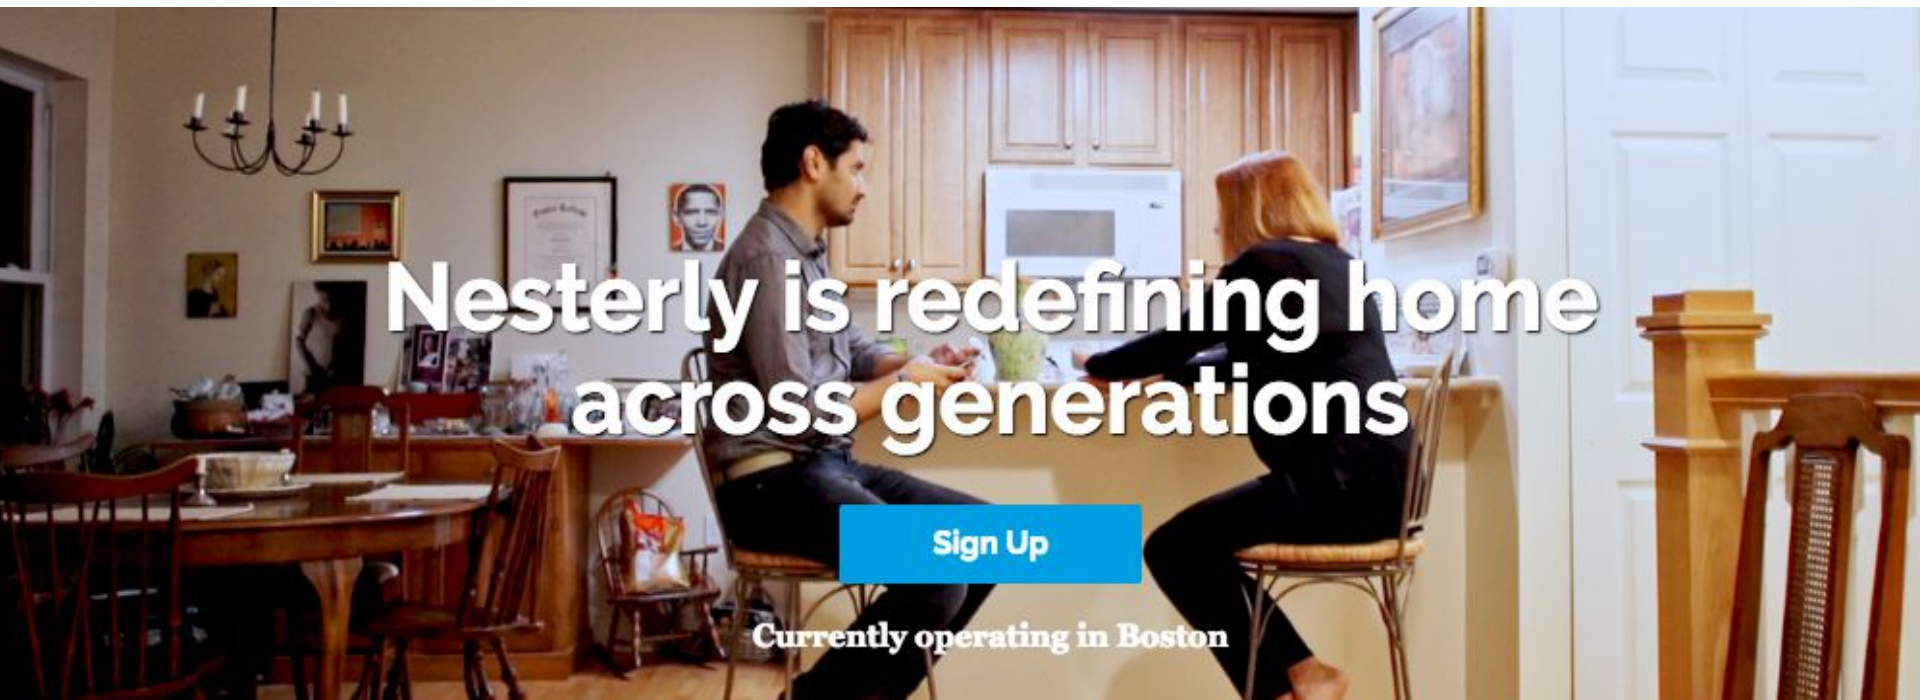 Nesterly is redefining home
across generations
Sign Up
Currently operating in Boston